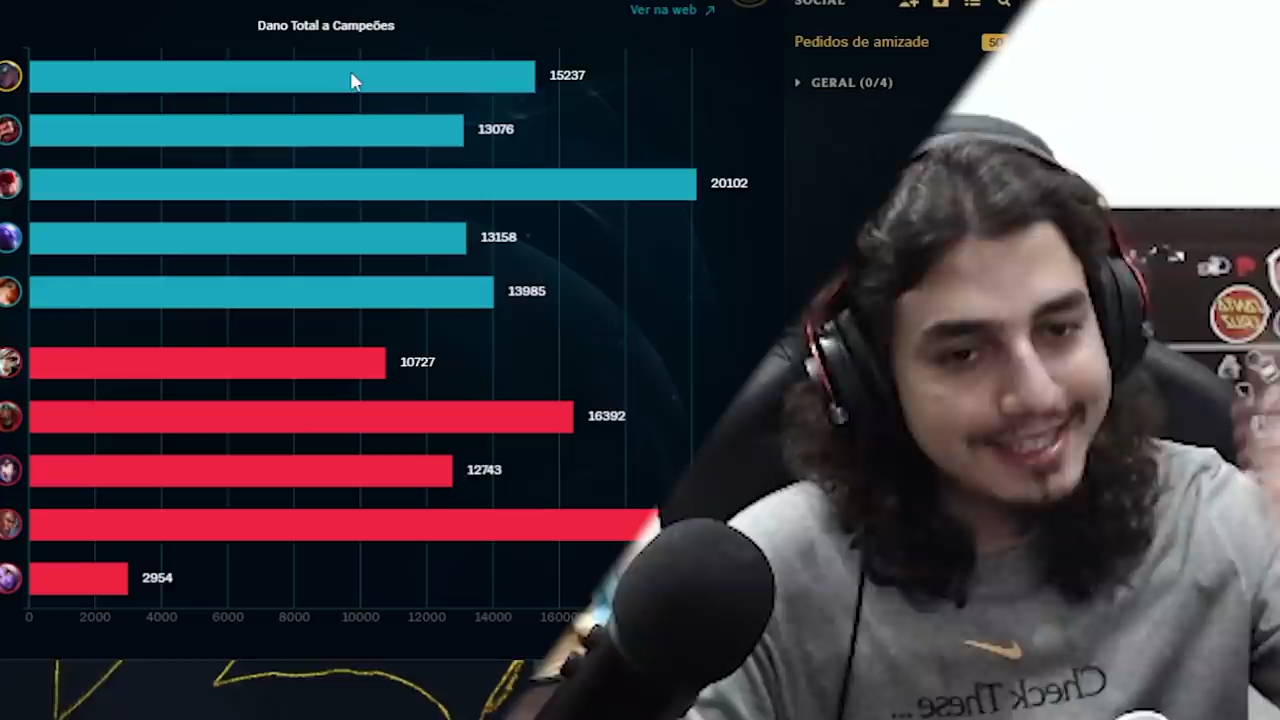 Ver na web
SOCIAL
Dano Total a Campeões
Pedidos de amizade
50
GERAL (0/4)
15237
13076
20102
13158
13985
10727
16392
12743
2954
0 2000 4000 6000 8000 10000 12000 14000 16000
Check These...